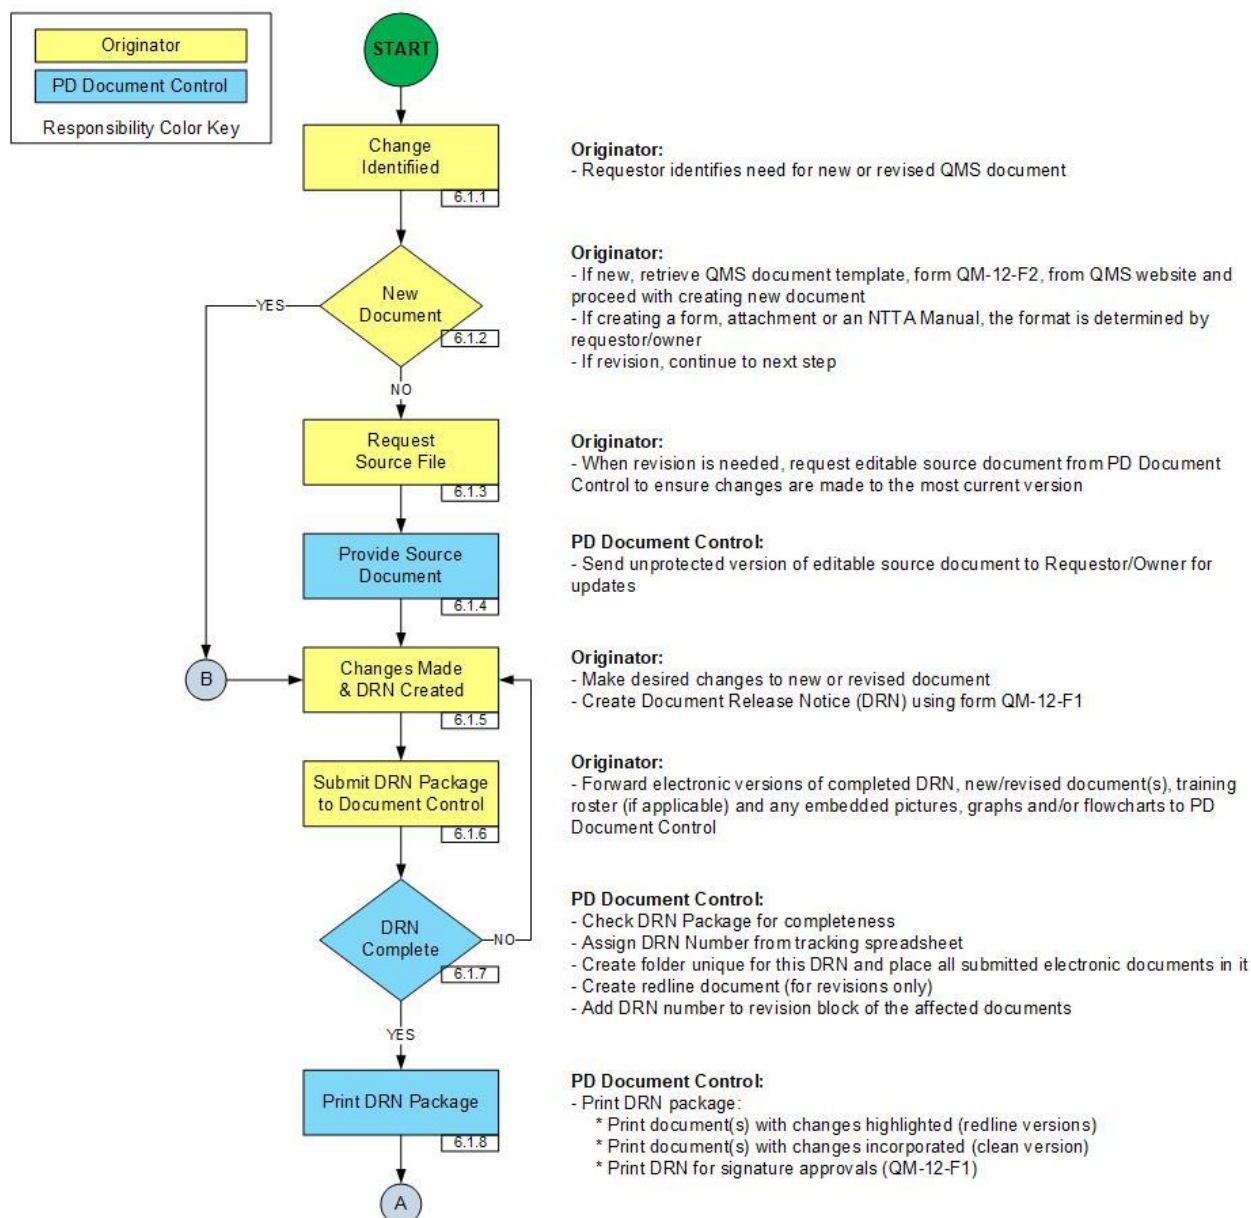 Originator
PD Document Control
Responsibility Color Key
START
Change
Identifiied
6.1.1
Originator:
- Requestor identifies need for new or revised QMS document
New
Document
6.1.2
YES
NO
Originator:
- If new, retrieve QMS document template, form QM-12-F2, from QMS website and
proceed with creating new document
- If creating a form, attachment or an NTTA Manual, the format is determined by
requestor/owner
- If revision, continue to next step
Request
Source File
6.1.3
Originator:
- When revision is needed, request editable source document from PD Document
Control to ensure changes are made to the most current version
Provide Source
Document
6.1.4
PD Document Control:
- Send unprotected version of editable source document to Requestor/Owner for
updates
B
Changes Made
& DRN Created
6.1.5
Originator:
- Make desired changes to new or revised document
- Create Document Release Notice (DRN) using form QM-12-F1
Submit DRN Package
to Document Control
6.1.6
Originator:
- Forward electronic versions of completed DRN, new/revised document(s), training
roster (if applicable) and any embedded pictures, graphs and/or flowcharts to PD
Document Control
DRN
Complete
6.1.7
NO
YES
PD Document Control:
- Check DRN Package for completeness
- Assign DRN Number from tracking spreadsheet
- Create folder unique for this DRN and place all submitted electronic documents in it
- Create redline document (for revisions only)
- Add DRN number to revision block of the affected documents
Print DRN Package
6.1.8
PD Document Control:
- Print DRN package:
* Print document(s) with changes highlighted (redline versions)
* Print document(s) with changes incorporated (clean version)
* Print DRN for signature approvals (QM-12-F1)
A